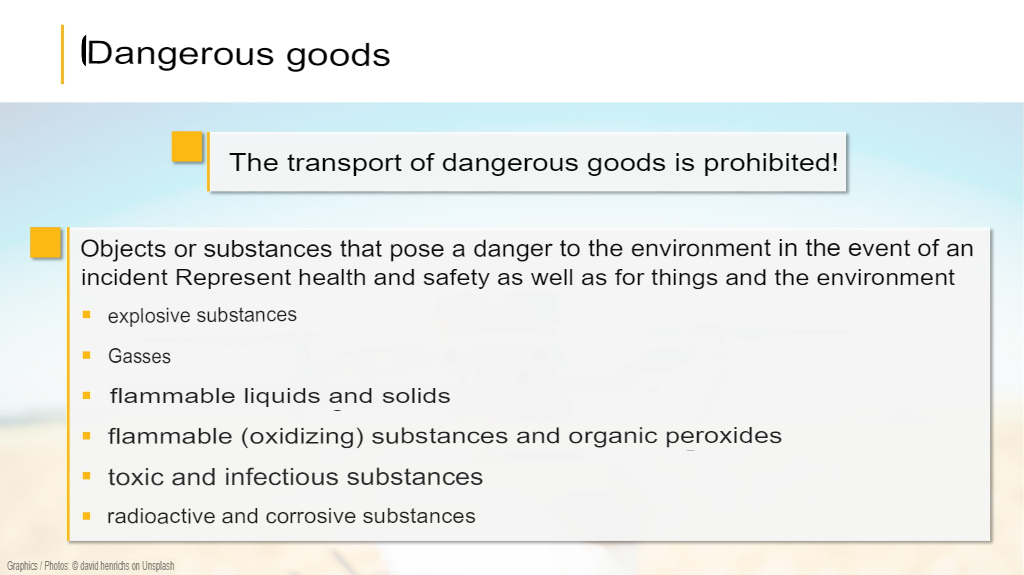 Dangerous goods
The transport of dangerous goods is prohibited!
Objects or substances that pose a danger to the environment in the event of an
incident Represent health and safety as well as for things and the environment
explosive substances
Gasses
flammable liquids and solids
flammable (oxidizing) substances and organic peroxides
toxic and infectious substances
radioactive and corrosive substances
Graphics / Photos: © david henrichs on Unsplash